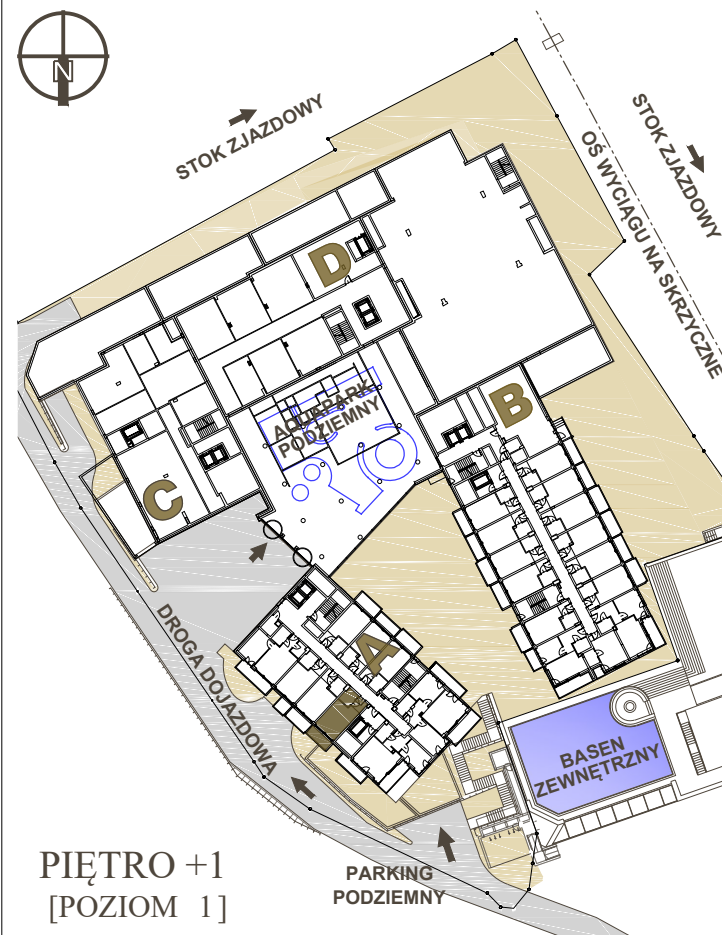 N
STOK ZJAZDOWY
STOK ZJAZDOWY
OŚ WYCIĄGU NA SKRZYCZNE
D
AQUAPARK
PODZIEMNY
B
C
A
DROGA DOJAZDOWA
BASEN
ZEWNĘTRZNY
PARKING
PODZIEMNY
PIĘTRO +1
[POZIOM 1]